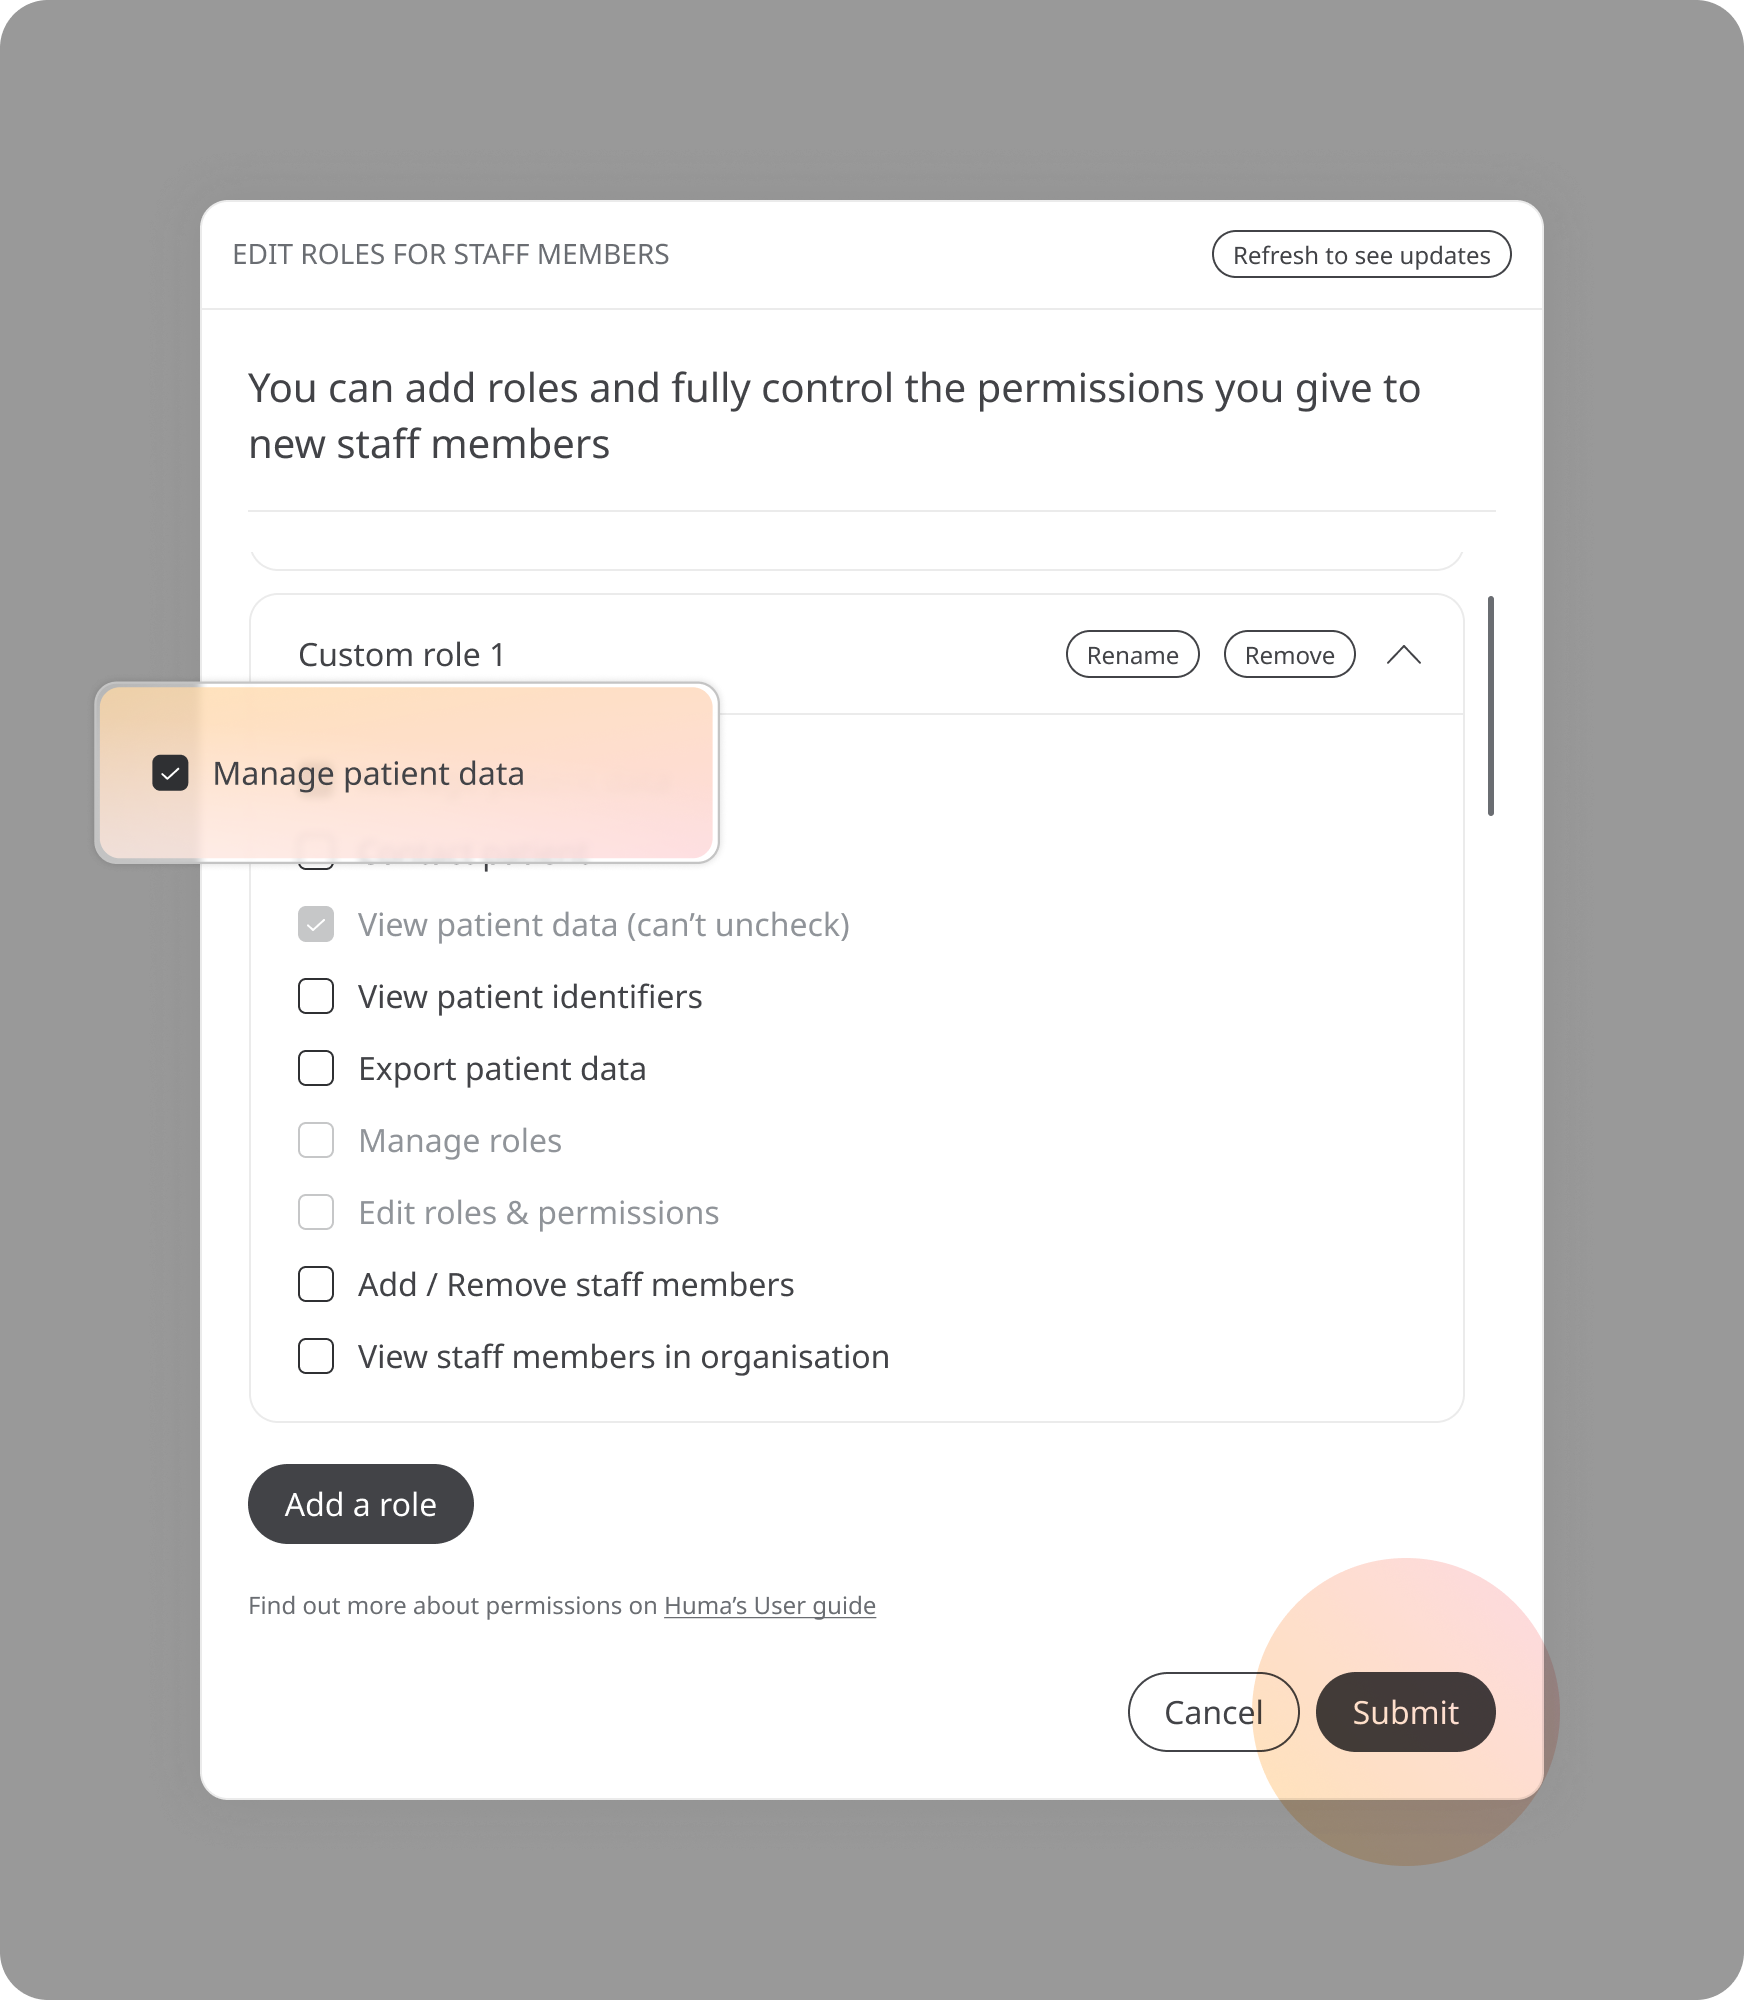 EDIT ROLES FOR STAFF MEMBERS
Refresh to see updates
You can add roles and fully control the permissions you give to
new staff members
Custom role 1
Rename
Remove
Manage patient data
Contact patient
View patient data (can’t uncheck)
View patient identifiers
Export patient data
Manage roles
Edit roles & permissions
Add / Remove staff members
View staff members in organisation
Add a role
Find out more about permissions on Huma’s User guide
Cancel
Submit